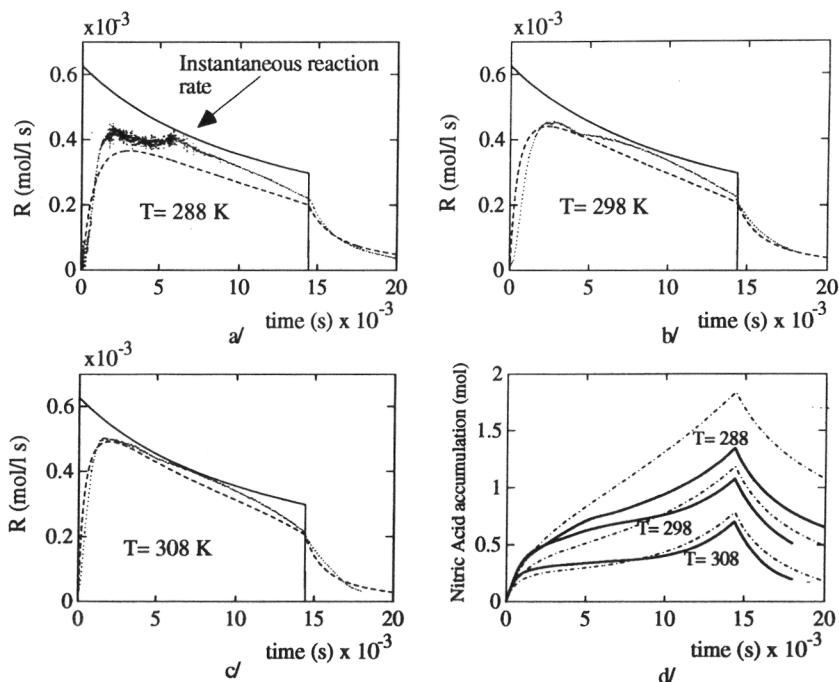 x10⁻³
0.6
0.4
0.2
0
R (mol/l s)
Instantaneous reaction
rate
T= 288 K
0 5 10 15 20
time (s) x 10⁻³
a/
x10⁻³
0.6
0.4
0.2
0
R (mol/l s)
T= 298 K
0 5 10 15 20
time (s) x 10⁻³
b/
x10⁻³
0.6
0.4
0.2
0
R (mol/l s)
T= 308 K
0 5 10 15 20
time (s) x 10⁻³
c/
2
1.5
1
0.5
0
Nitric Acid accumulation (mol)
T= 288
T= 298
T= 308
0 5 10 15 20
time (s) x 10⁻³
d/